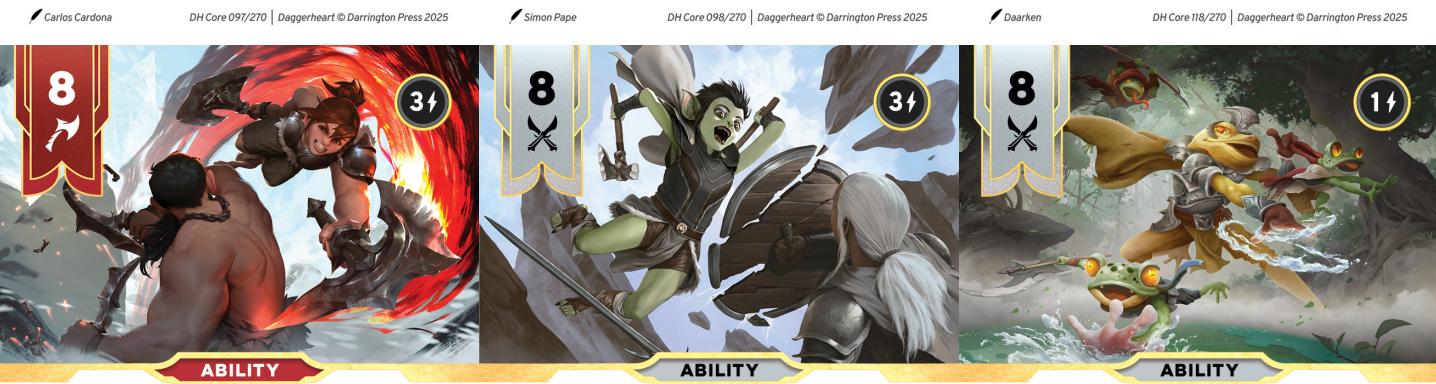 Carlos Cardona DH Core 097/270 | Daggerheart © Darrington Press 2025
Simon Pape DH Core 098/270 | Daggerheart © Darrington Press 2025
Daarken DH Core 118/270 | Daggerheart © Darrington Press 2025
8
3
8
3
8
1
ABILITY
ABILITY
ABILITY